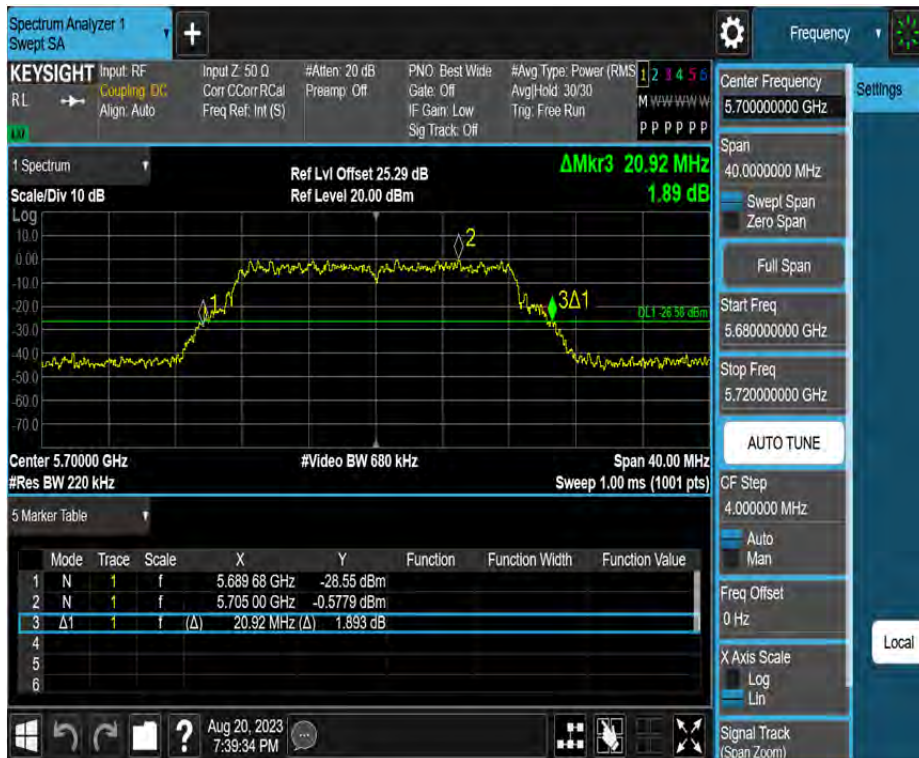 Spectrum Analyzer 1
Swept SA
+
Frequency
KEYSIGHT
RL
LXI
Input: RF
Coupling: DC
Align: Auto
Input Z: 50 Ω
Corr CCorr RCal
Freq Ref: Int (S)
#Atten: 20 dB
Preamp: Off
PNO: Best Wide
Gate: Off
IF Gain: Low
Sig Track: Off
#Avg Type: Power (RMS
Avg|Hold: 30/30
Trig: Free Run
1 2 3 4 5 6
M W W W W W
P P P P P P
1 Spectrum
Scale/Div 10 dB
Ref Lvl Offset 25.29 dB
Ref Level 20.00 dBm
ΔMkr3 20.92 MHz
1.89 dB
Log
10.0
0.00
-10.0
-20.0
-30.0
-40.0
-50.0
-60.0
-70.0
1
2
3Δ1
DL1 -26.58 dBm
Center 5.70000 GHz
#Video BW 680 kHz
Span 40.00 MHz
#Res BW 220 kHz
Sweep 1.00 ms (1001 pts)
5 Marker Table
Mode Trace Scale X Y Function Function Width Function Value
1 N 1 f 5.689 68 GHz -28.55 dBm
2 N 1 f 5.705 00 GHz -0.5779 dBm
3 Δ1 1 f (Δ) 20.92 MHz (Δ) 1.893 dB
4
5
6
?
Aug 20, 2023
7:39:34 PM
Center Frequency
5.700000000 GHz
Settings
Span
40.0000000 MHz
Swept Span
Zero Span
Full Span
Start Freq
5.680000000 GHz
Stop Freq
5.720000000 GHz
AUTO TUNE
CF Step
4.000000 MHz
Auto
Man
Freq Offset
0 Hz
Local
X Axis Scale
Log
Lin
Signal Track
(Span Zoom)